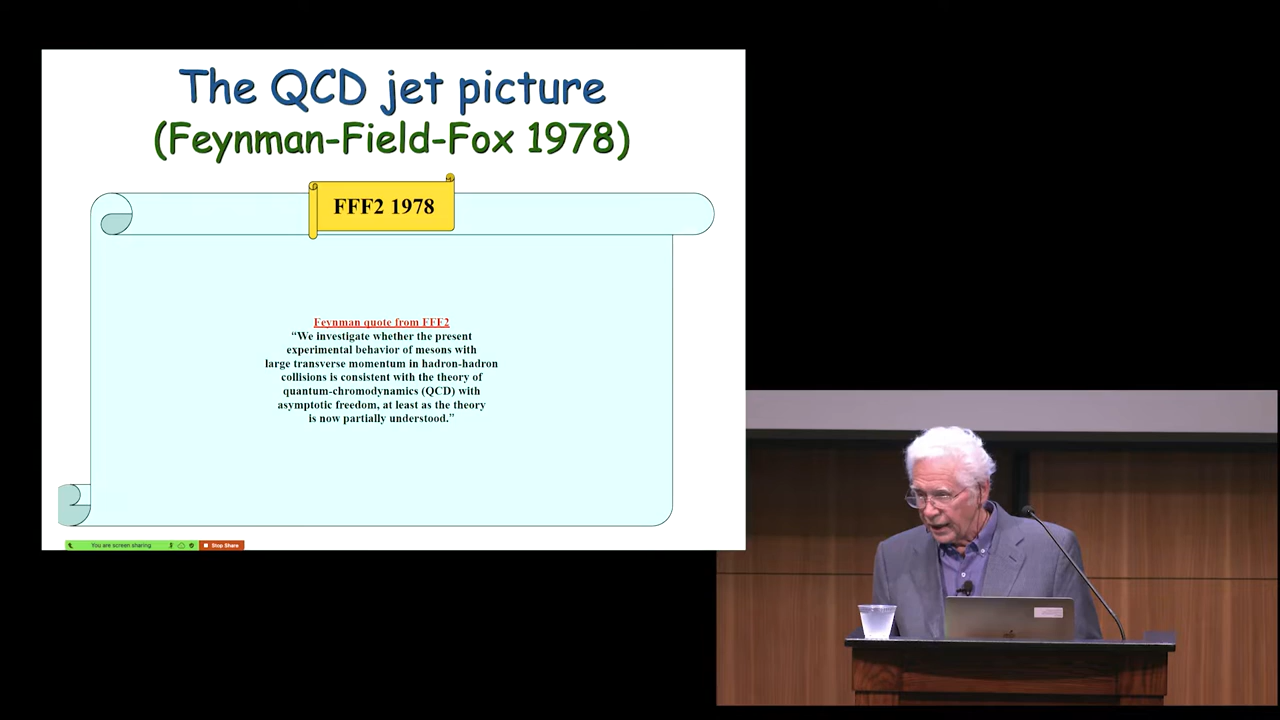 The QCD jet picture
(Feynman-Field-Fox 1978)
FFF2 1978
Feynman quote from FFF2
“We investigate whether the present
experimental behavior of mesons with
large transverse momentum in hadron-hadron
collisions is consistent with the theory of
quantum-chromodynamics (QCD) with
asymptotic freedom, at least as the theory
is now partially understood.”
You are screen sharing
Stop Share